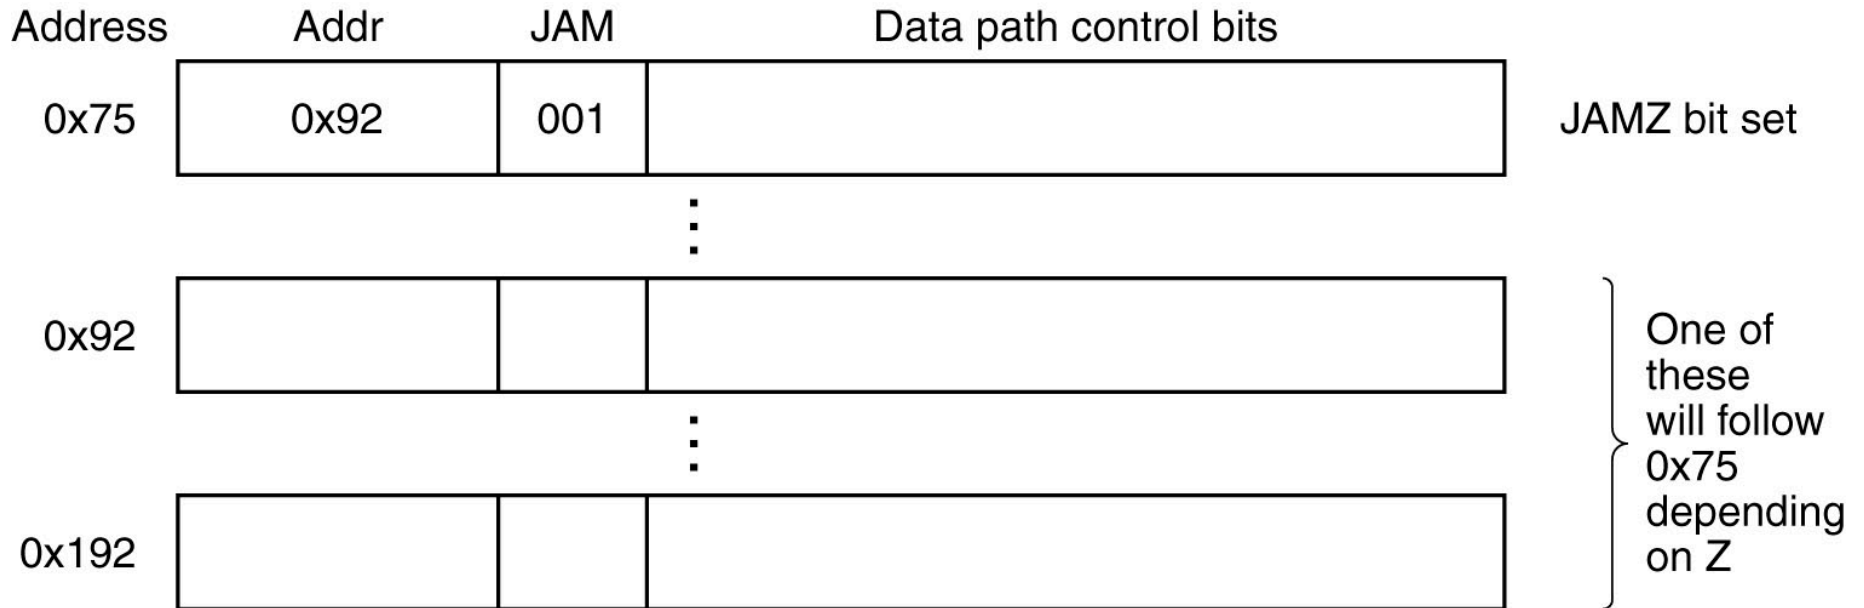 Address Addr JAM Data path control bits
0x75 0x92 001 JAMZ bit set
0x92
One of
these
will follow
0x75
depending
on Z
0x192